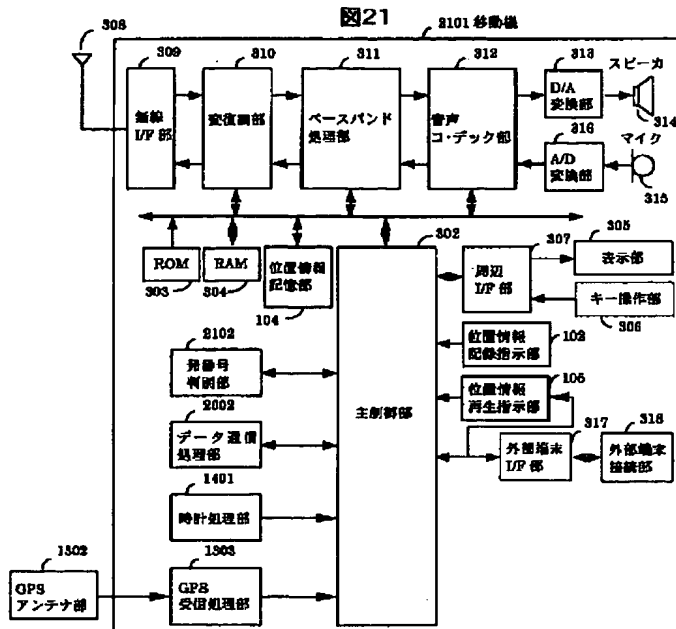 図21
308
2101 移動機
309
310
311
312
313
スピーカ
無線
I/F部
変復調部
ベースバンド
処理部
音声
コ・デック部
D/A
変換部
314
316
マイク
A/D
変換部
315
302
307
305
ROM
303
RAM
304
位置情報
記憶部
104
周辺
I/F部
表示部
キー操作部
306
2102
発番号
判別部
位置情報
記録指示部
102
105
位置情報
再生指示部
主制御部
2002
データ通信
処理部
317
318
外部端末
I/F部
外部端末
接続部
1401
時計処理部
1302
1303
GPS
アンテナ部
GPS
受信処理部